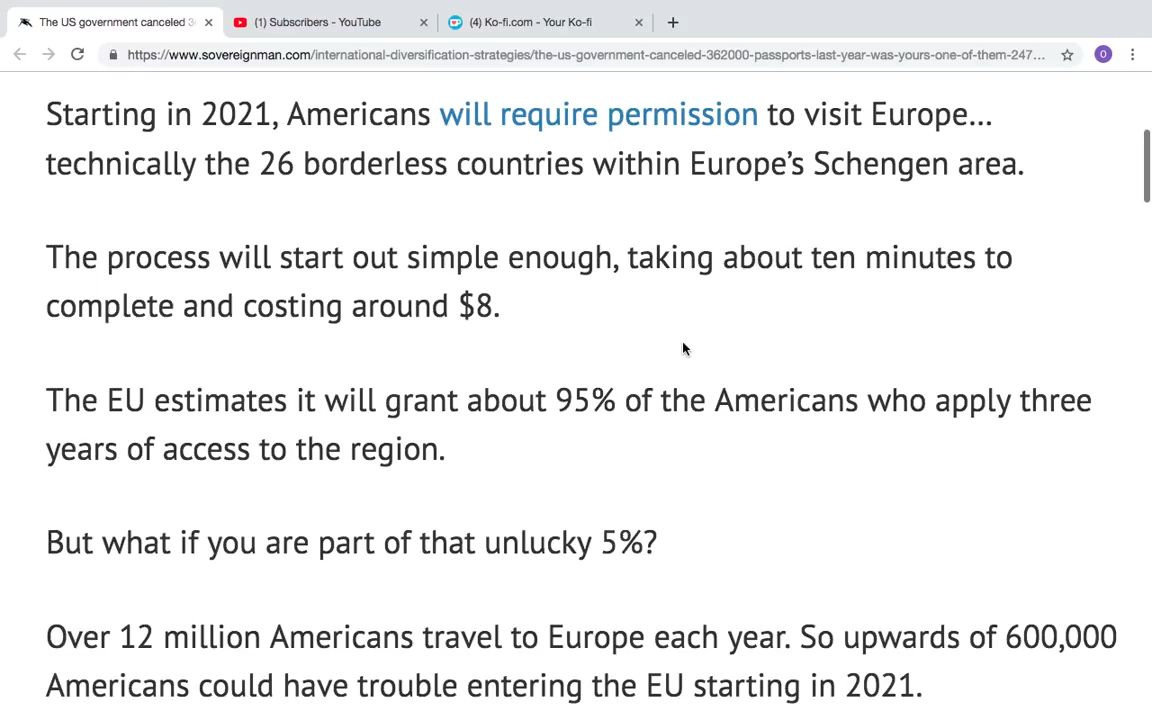 The US government canceled 3
(1) Subscribers - YouTube
(4) Ko-fi.com - Your Ko-fi
https://www.sovereignman.com/international-diversification-strategies/the-us-government-canceled-362000-passports-last-year-was-yours-one-of-them-247...
0
Starting in 2021, Americans will require permission to visit Europe...
technically the 26 borderless countries within Europe’s Schengen area.
The process will start out simple enough, taking about ten minutes to
complete and costing around $8.
The EU estimates it will grant about 95% of the Americans who apply three
years of access to the region.
But what if you are part of that unlucky 5%?
Over 12 million Americans travel to Europe each year. So upwards of 600,000
Americans could have trouble entering the EU starting in 2021.